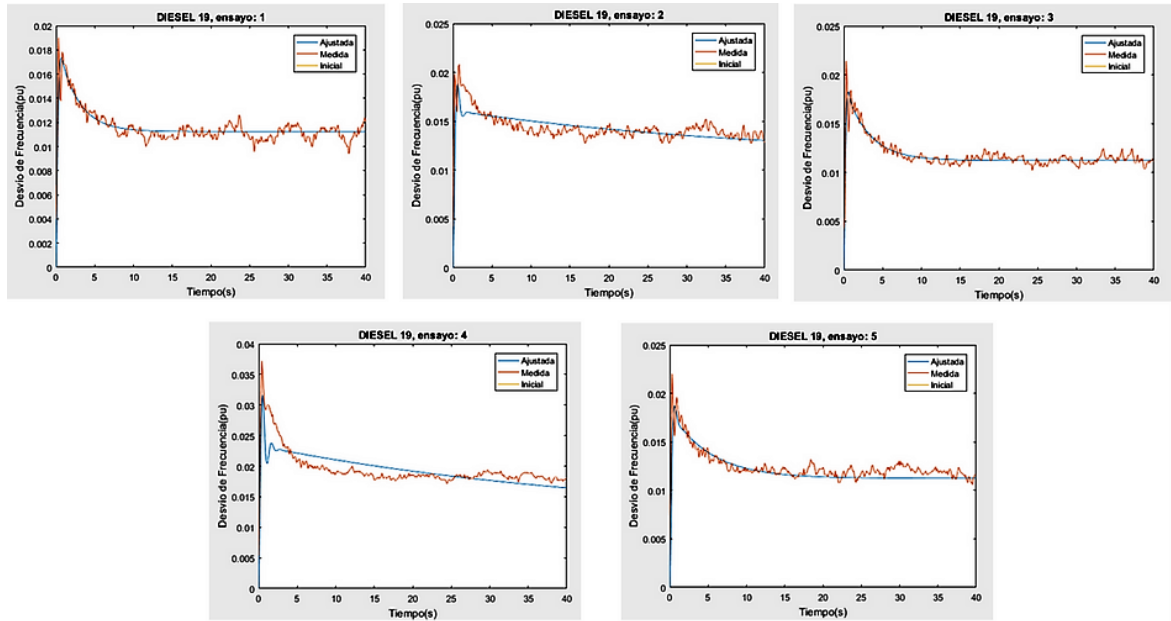 DIESEL 19, ensayo: 1
0.02
0.018
0.016
0.014
0.012
0.01
0.008
0.006
0.004
0.002
0
Desvio de Frecuencia(pu)
Ajustada
Medida
Inicial
0 5 10 15 20 25 30 35 40
Tiempo(s)
DIESEL 19, ensayo: 2
0.025
0.02
0.015
0.01
0.005
0
Desvio de Frecuencia(pu)
Ajustada
Medida
Inicial
0 5 10 15 20 25 30 35 40
Tiempo(s)
DIESEL 19, ensayo: 3
0.025
0.02
0.015
0.01
0.005
0
Desvio de Frecuencia(pu)
Ajustada
Medida
Inicial
0 5 10 15 20 25 30 35 40
Tiempo(s)
DIESEL 19, ensayo: 4
0.04
0.035
0.03
0.025
0.02
0.015
0.01
0.005
0
Desvio de Frecuencia(pu)
Ajustada
Medida
Inicial
0 5 10 15 20 25 30 35 40
Tiempo(s)
DIESEL 19, ensayo: 5
0.025
0.02
0.015
0.01
0.005
0
Desvio de Frecuencia(pu)
Ajustada
Medida
Inicial
0 5 10 15 20 25 30 35 40
Tiempo(s)